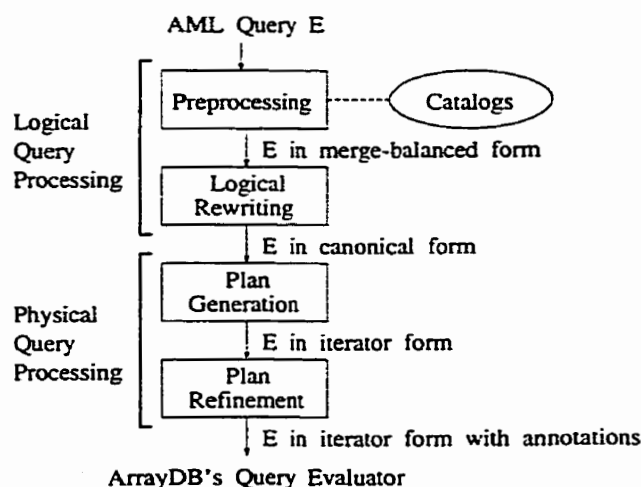 AML Query E
Preprocessing
Catalogs
Logical
Query
Processing
E in merge-balanced form
Logical
Rewriting
E in canonical form
Plan
Generation
Physical
Query
Processing
E in iterator form
Plan
Refinement
E in iterator form with annotations
ArrayDB's Query Evaluator